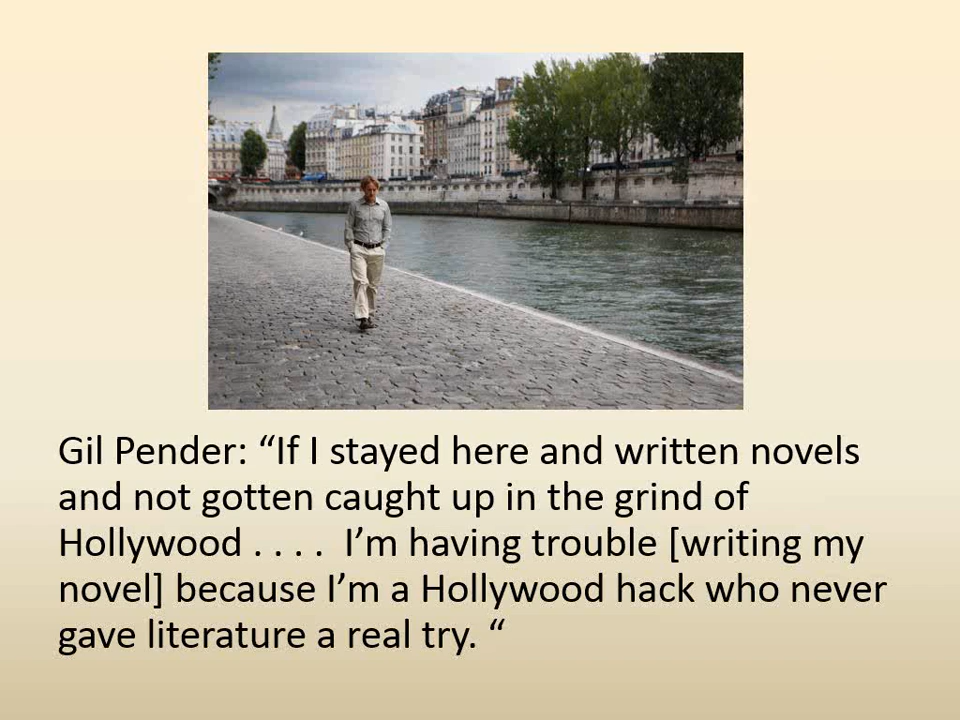 Gil Pender: “If I stayed here and written novels
and not gotten caught up in the grind of
Hollywood . . . .  I’m having trouble [writing my
novel] because I’m a Hollywood hack who never
gave literature a real try. “